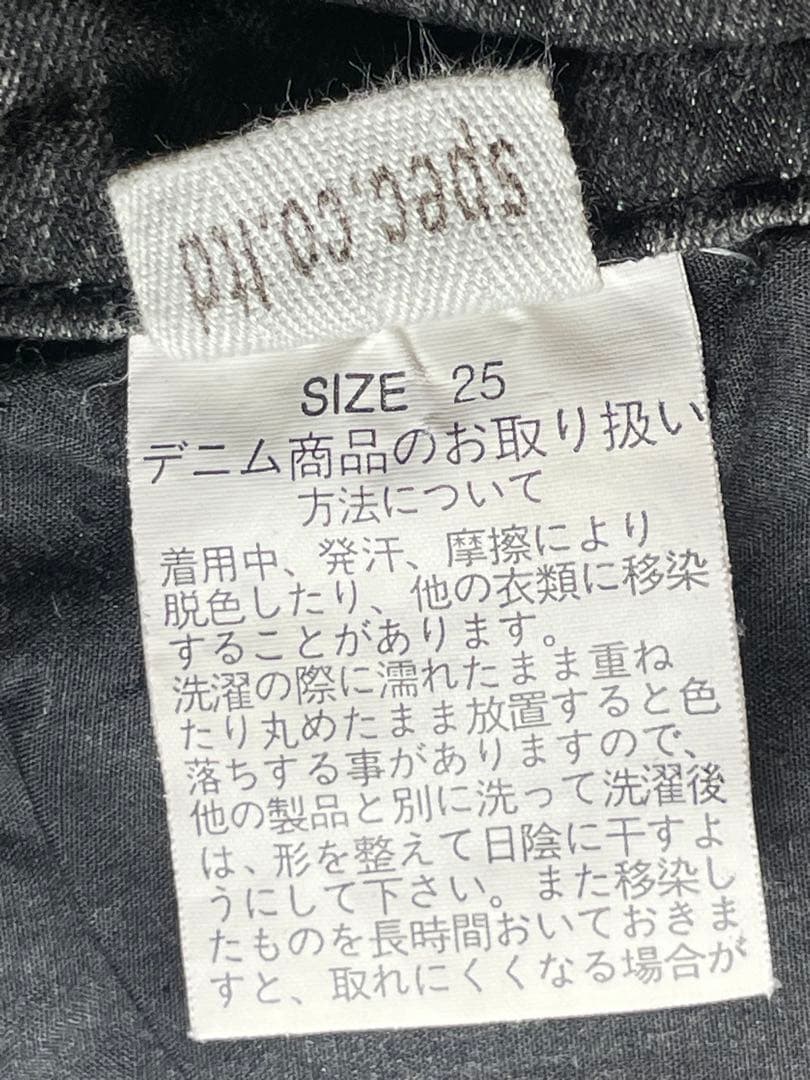 spec.co.ltd
SIZE 25
デニム商品のお取り扱い
方法について
着用中、発汗、摩擦により
脱色したり、他の衣類に移染
することがあります。
洗濯の際に濡れたまま重ね
たり丸めたまま放置すると色
落ちする事がありますので、
他の製品と別に洗って洗濯後
は、形を整えて日陰に干すよ
うにして下さい。また移染し
たものを長時間おいておきま
すと、取れにくくなる場合が